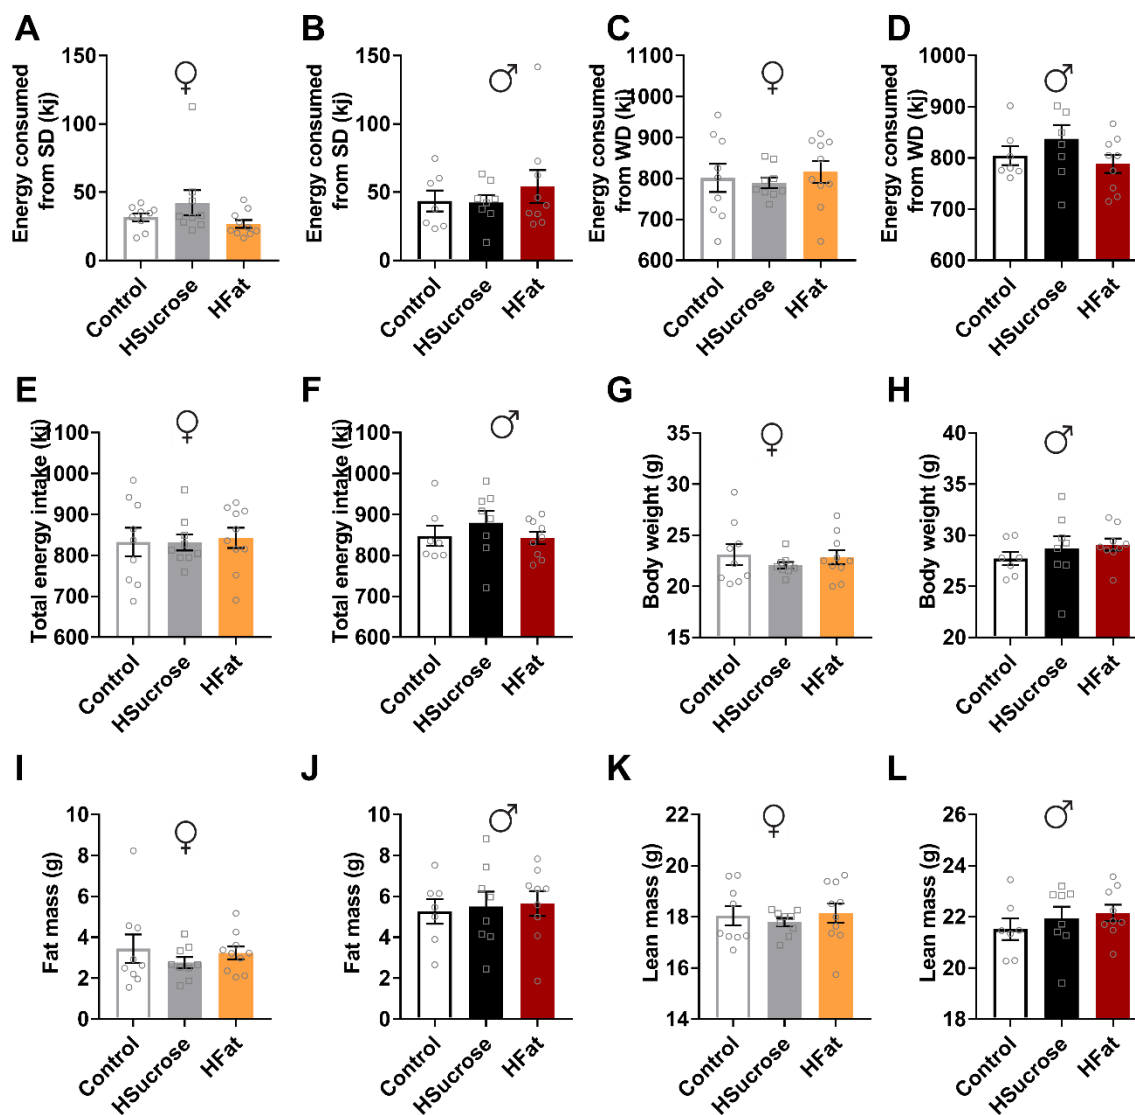 A
Energy consumed
from SD (kj)
150
100
50
0
♀
Control
HSucrose
HFat
B
Energy consumed
from SD (kj)
150
100
50
0
♂
Control
HSucrose
HFat
C
Energy consumed
from WD (kj)
1100
1000
900
800
700
600
♀
Control
HSucrose
HFat
D
Energy consumed
from WD (kj)
1000
900
800
700
600
♂
Control
HSucrose
HFat
E
Total energy intake (kj)
1100
1000
900
800
700
600
♀
Control
HSucrose
HFat
F
Total energy intake (kj)
1100
1000
900
800
700
600
♂
Control
HSucrose
HFat
G
Body weight (g)
35
30
25
20
15
♀
Control
HSucrose
HFat
H
Body weight (g)
40
35
30
25
20
♂
Control
HSucrose
HFat
I
Fat mass (g)
10
8
6
4
2
0
♀
Control
HSucrose
HFat
J
Fat mass (g)
10
8
6
4
2
0
♂
Control
HSucrose
HFat
K
Lean mass (g)
22
20
18
16
14
♀
Control
HSucrose
HFat
L
Lean mass (g)
26
24
22
20
18
♂
Control
HSucrose
HFat